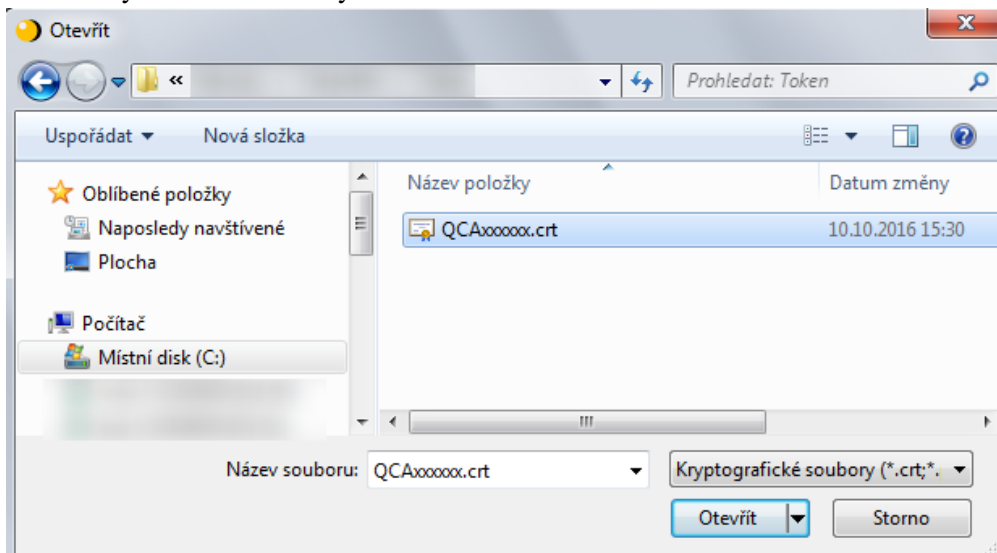 Otevřít
«
Prohledat: Token
Uspořádat Nová složka
Oblíbené položky
Naposledy navštívené
Plocha
Počítač
Místní disk (C:)
Název položky Datum změny
QCAxxxxxx.crt 10.10.2016 15:30
Název souboru: QCAxxxxxx.crt Kryptografické soubory (*.crt;*.
Otevřít Storno